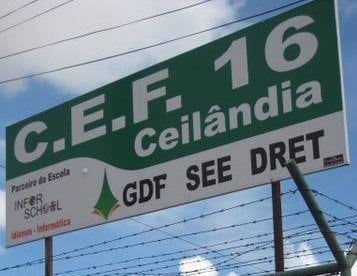 C.E.F. 16
Ceilândia
Parceiro da Escola
INFOR
SCHOOL
Idiomas - Informática
GDF SEE DRET